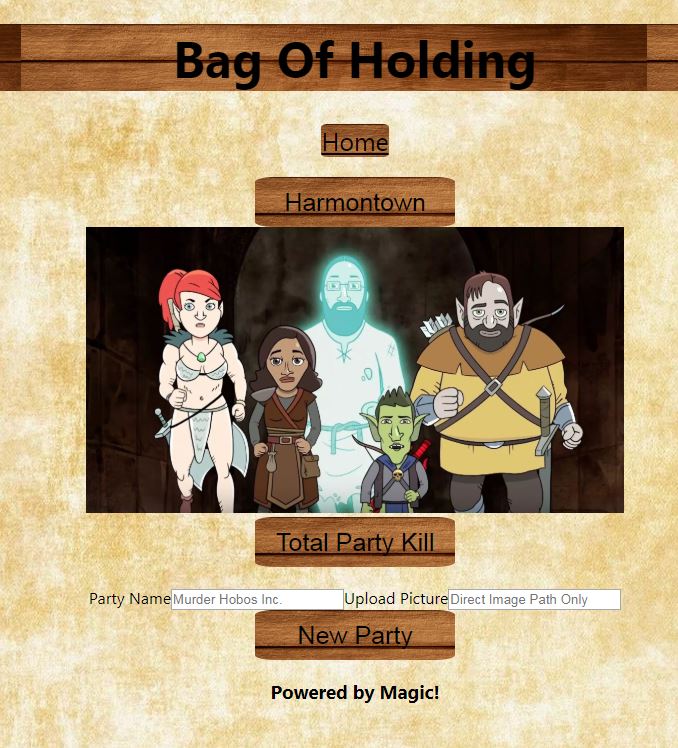 Bag Of Holding
Home
Harmontown
Total Party Kill
Party Name Murder Hobos Inc. Upload Picture Direct Image Path Only
New Party
Powered by Magic!